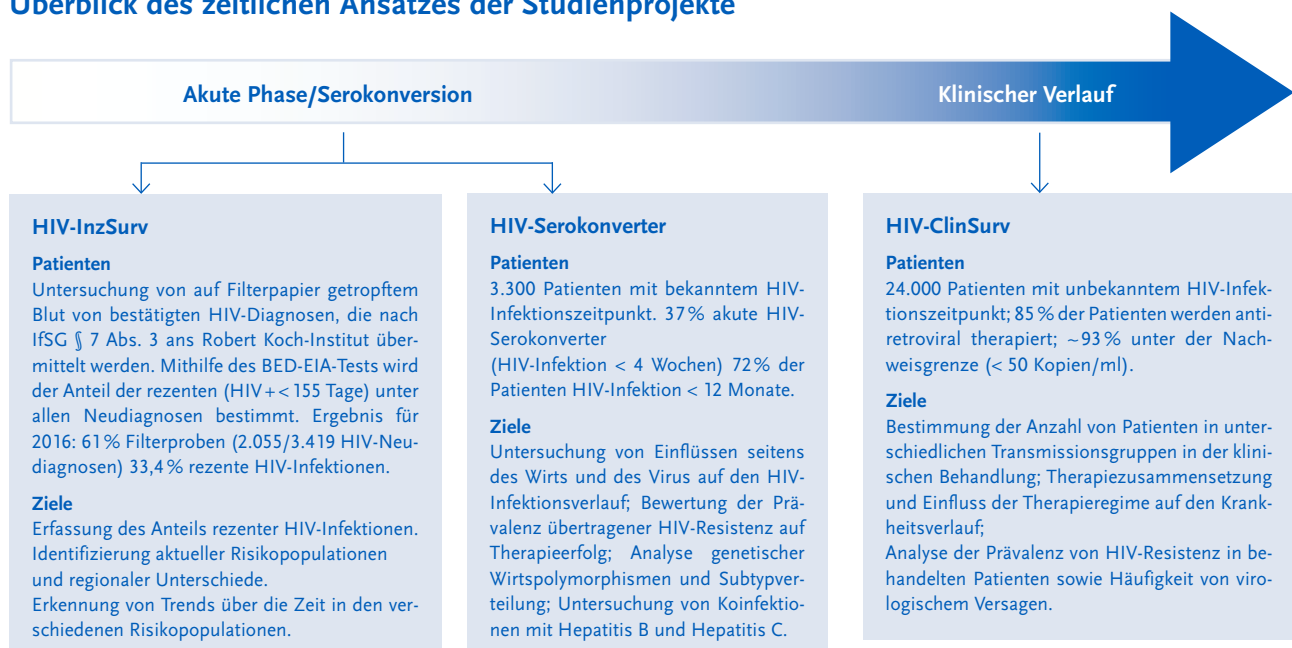 Überblick des zeitlichen Ansatzes der Studienprojekte
Akute Phase/Serokonversion
Klinischer Verlauf
HIV-InzSurv
Patienten
Untersuchung von auf Filterpapier getropftem
Blut von bestätigten HIV-Diagnosen, die nach
IfSG § 7 Abs. 3 ans Robert Koch-Institut über-
mittelt werden. Mithilfe des BED-EIA-Tests wird
der Anteil der rezenten (HIV+< 155 Tage) unter
allen Neudiagnosen bestimmt. Ergebnis für
2016: 61 % Filterproben (2.055/3.419 HIV-Neu-
diagnosen) 33,4 % rezente HIV-Infektionen.
Ziele
Erfassung des Anteils rezenter HIV-Infektionen.
Identifizierung aktueller Risikopopulationen
und regionaler Unterschiede.
Erkennung von Trends über die Zeit in den ver-
schiedenen Risikopopulationen.
HIV-Serokonverter
Patienten
3.300 Patienten mit bekanntem HIV-
Infektionszeitpunkt. 37 % akute HIV-
Serokonverter
(HIV-Infektion < 4 Wochen) 72 % der
Patienten HIV-Infektion < 12 Monate.
Ziele
Untersuchung von Einflüssen seitens
des Wirts und des Virus auf den HIV-
Infektionsverlauf; Bewertung der Prä-
valenz übertragener HIV-Resistenz auf
Therapieerfolg; Analyse genetischer
Wirtspolymorphismen und Subtypver-
teilung; Untersuchung von Koinfektio-
nen mit Hepatitis B und Hepatitis C.
HIV-ClinSurv
Patienten
24.000 Patienten mit unbekanntem HIV-Infek-
tionszeitpunkt; 85 % der Patienten werden anti-
retroviral therapiert; ~93 % unter der Nach-
weisgrenze (< 50 Kopien/ml).
Ziele
Bestimmung der Anzahl von Patienten in unter-
schiedlichen Transmissionsgruppen in der klini-
schen Behandlung; Therapiezusammensetzung
und Einfluss der Therapieregime auf den Krank-
heitsverlauf;
Analyse der Prävalenz von HIV-Resistenz in be-
handelten Patienten sowie Häufigkeit von viro-
logischem Versagen.